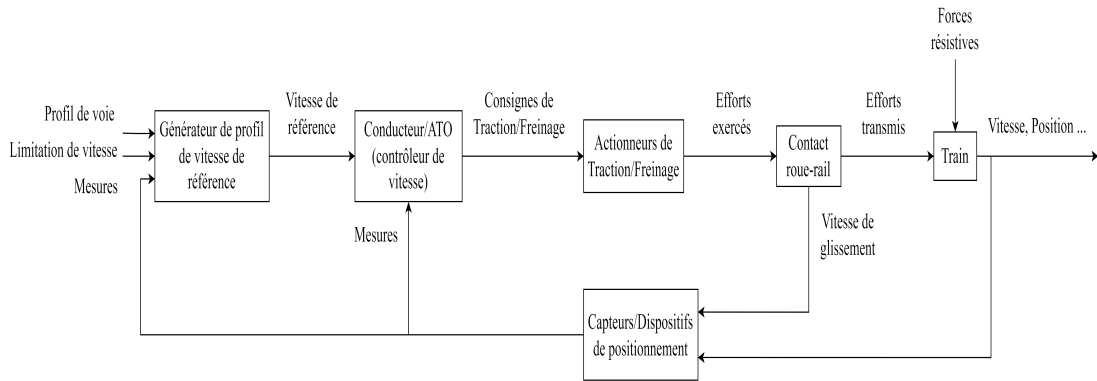 Forces
résistives
Profil de voie
Limitation de vitesse
Mesures
Générateur de profil
de vitesse de
référence
Vitesse de
référence
Conducteur/ATO
(contrôleur de
vitesse)
Consignes de
Traction/Freinage
Actionneurs de
Traction/Freinage
Efforts
exercés
Contact
roue-rail
Efforts
transmis
Train
Vitesse, Position ...
Mesures
Vitesse de
glissement
Capteurs/Dispositifs
de positionnement